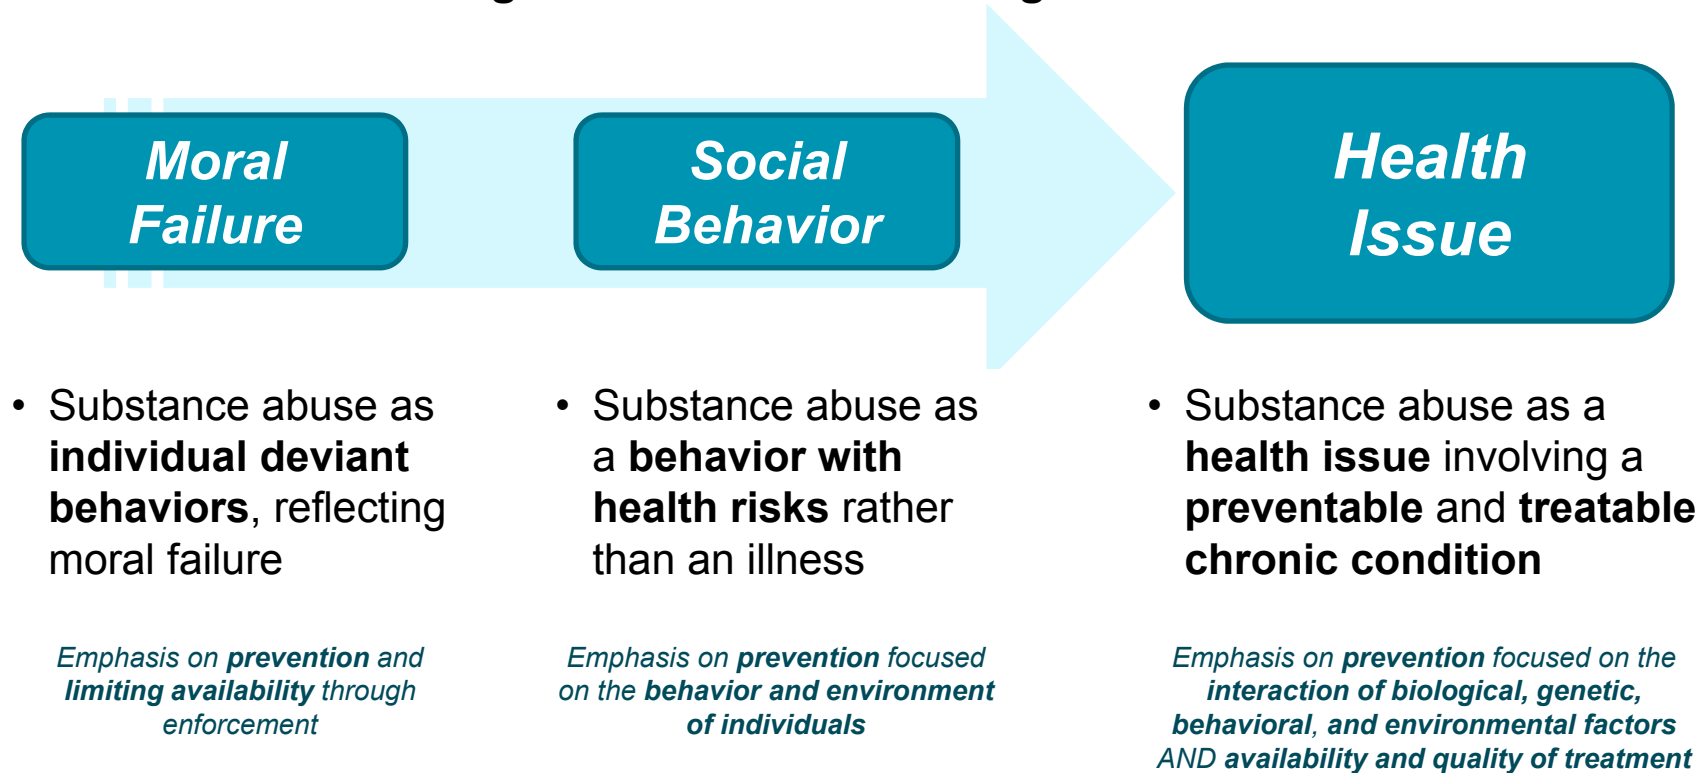 Moral
Failure
Social
Behavior
Health
Issue
• Substance abuse as
individual deviant
behaviors, reflecting
moral failure
• Substance abuse as
a behavior with
health risks rather
than an illness
• Substance abuse as a
health issue involving a
preventable and treatable
chronic condition
Emphasis on prevention and
limiting availability through
enforcement
Emphasis on prevention focused
on the behavior and environment
of individuals
Emphasis on prevention focused on the
interaction of biological, genetic,
behavioral, and environmental factors
AND availability and quality of treatment